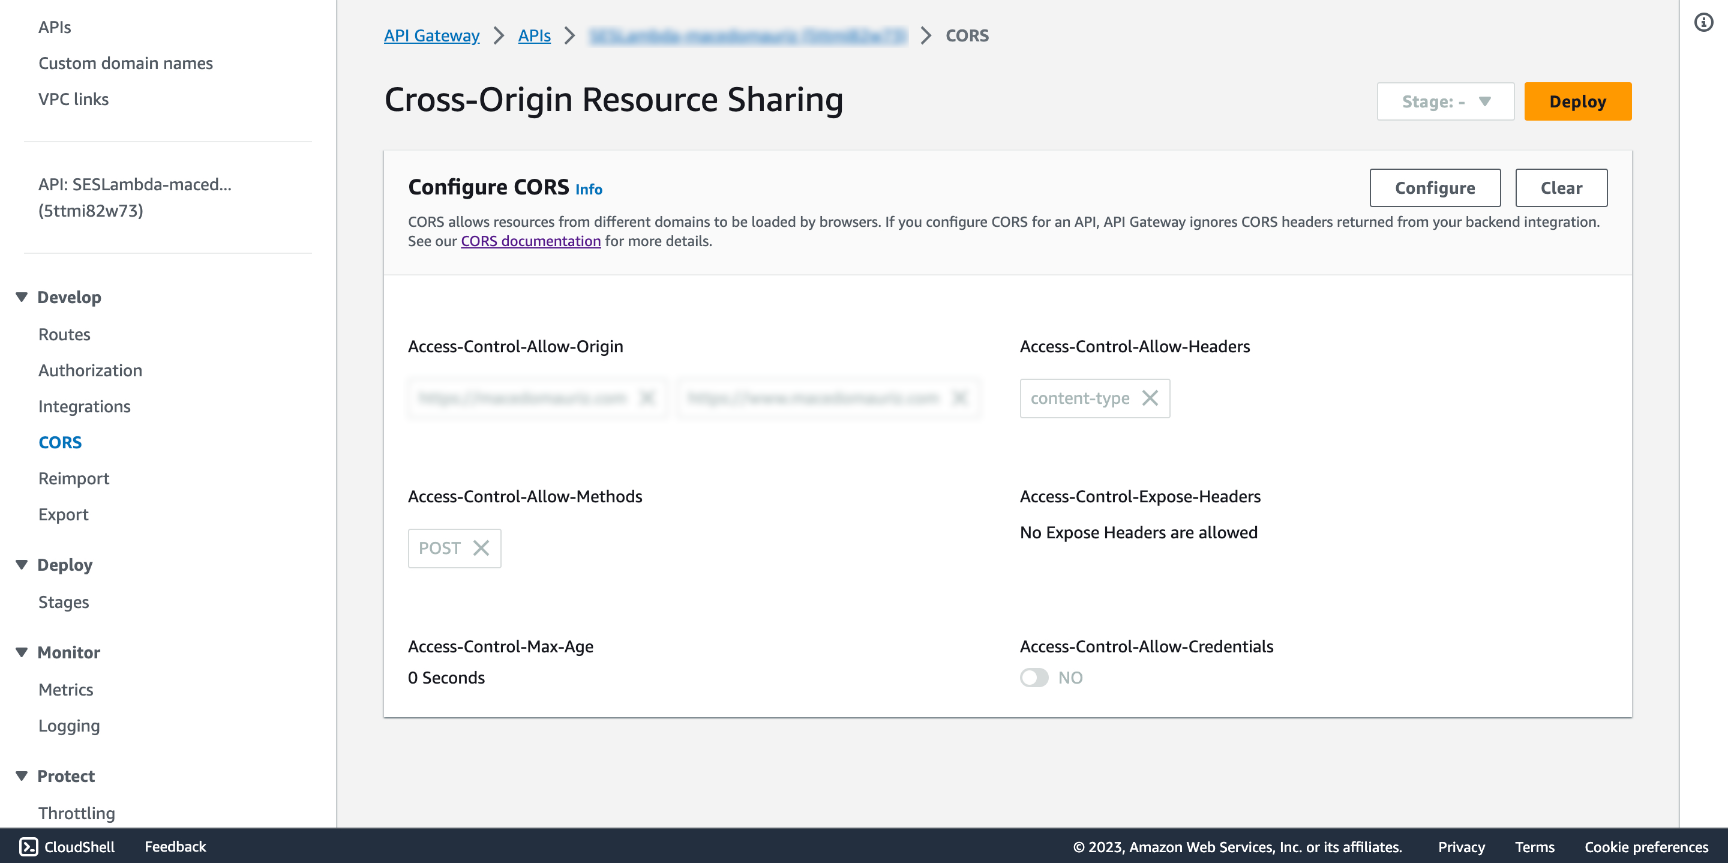 APIs
Custom domain names
VPC links
API: SESLambda-maced...
(5ttmi82w73)
Develop
Routes
Authorization
Integrations
CORS
Reimport
Export
Deploy
Stages
Monitor
Metrics
Logging
Protect
Throttling
API Gateway > APIs > > CORS
Cross-Origin Resource Sharing
Stage: -
Deploy
Configure CORS Info
Configure
Clear
CORS allows resources from different domains to be loaded by browsers. If you configure CORS for an API, API Gateway ignores CORS headers returned from your backend integration.
See our CORS documentation for more details.
Access-Control-Allow-Origin
Access-Control-Allow-Headers
content-type
Access-Control-Allow-Methods
POST
Access-Control-Expose-Headers
No Expose Headers are allowed
Access-Control-Max-Age
0 Seconds
Access-Control-Allow-Credentials
NO
CloudShell
Feedback
© 2023, Amazon Web Services, Inc. or its affiliates.
Privacy
Terms
Cookie preferences